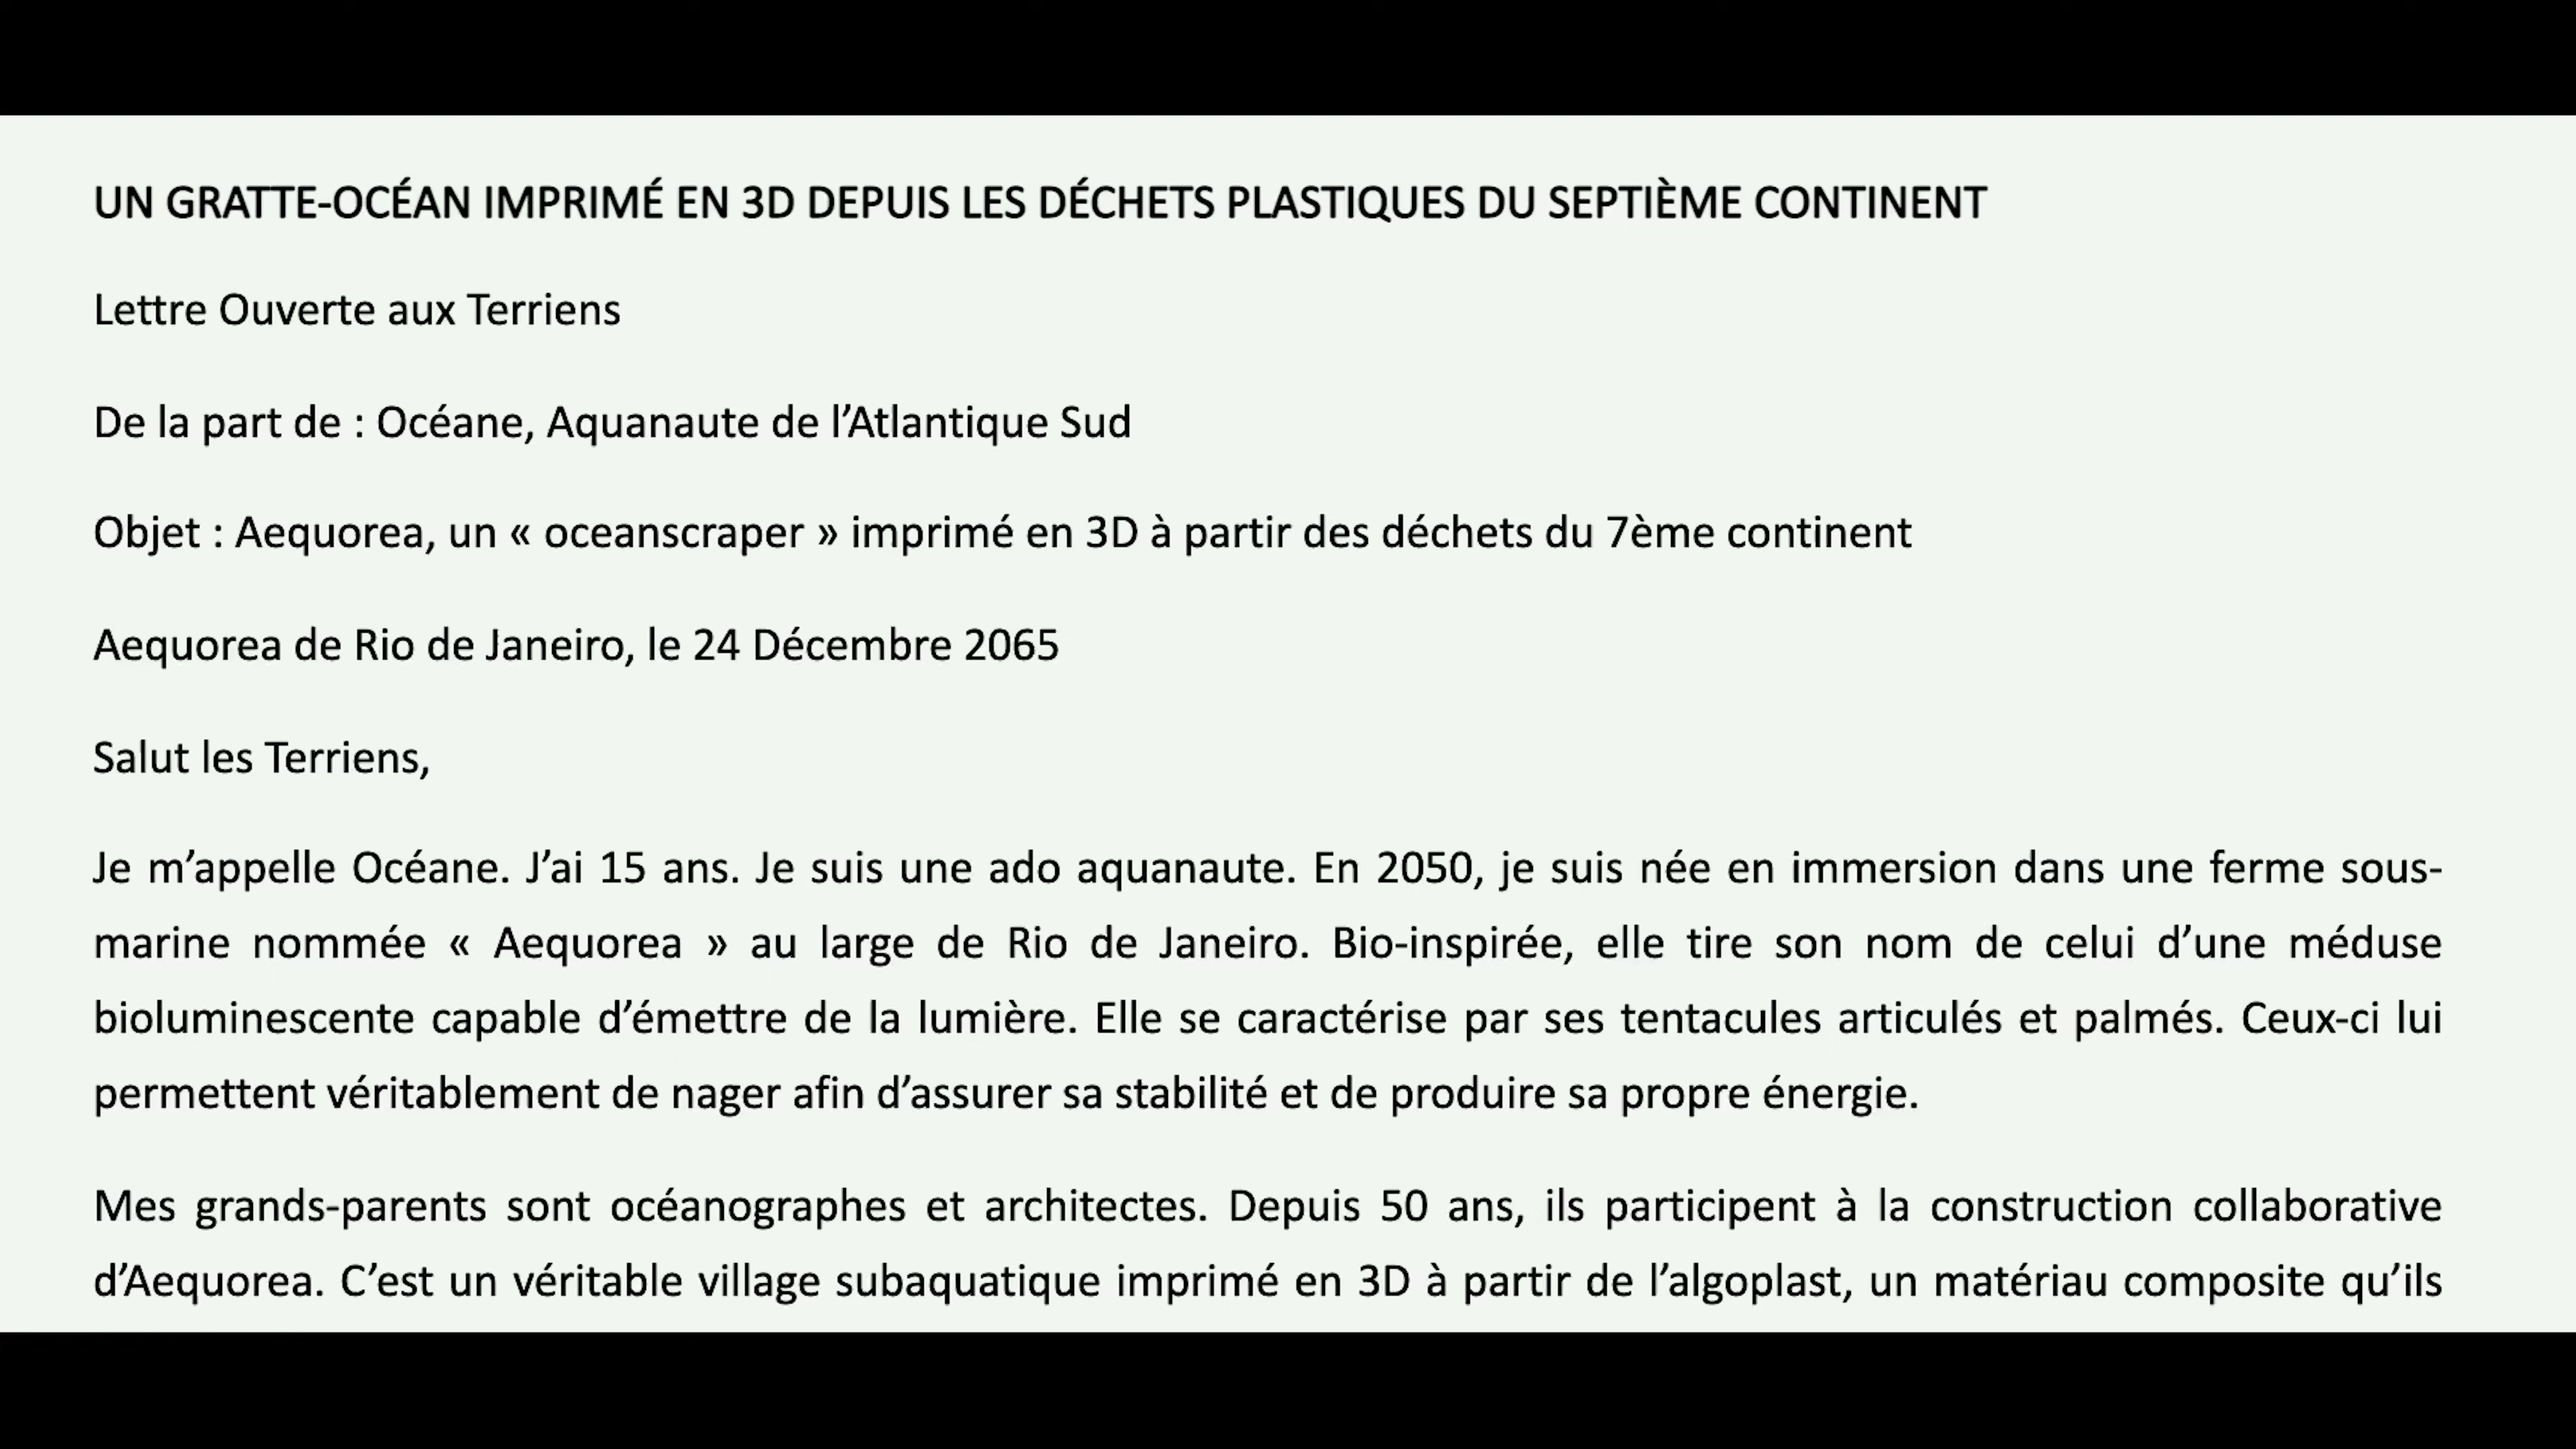 UN GRATTE-OCÉAN IMPRIMÉ EN 3D DEPUIS LES DÉCHETS PLASTIQUES DU SEPTIÈME CONTINENT
Lettre Ouverte aux Terriens
De la part de : Océane, Aquanaute de l’Atlantique Sud
Objet : Aequorea, un « oceanscraper » imprimé en 3D à partir des déchets du 7ème continent
Aequorea de Rio de Janeiro, le 24 Décembre 2065
Salut les Terriens,
Je m’appelle Océane. J’ai 15 ans. Je suis une ado aquanaute. En 2050, je suis née en immersion dans une ferme sous-
marine nommée « Aequorea » au large de Rio de Janeiro. Bio-inspirée, elle tire son nom de celui d’une méduse
bioluminescente capable d’émettre de la lumière. Elle se caractérise par ses tentacules articulés et palmés. Ceux-ci lui
permettent véritablement de nager afin d’assurer sa stabilité et de produire sa propre énergie.
Mes grands-parents sont océanographes et architectes. Depuis 50 ans, ils participent à la construction collaborative
d’Aequorea. C’est un véritable village subaquatique imprimé en 3D à partir de l’algoplast, un matériau composite qu’ils